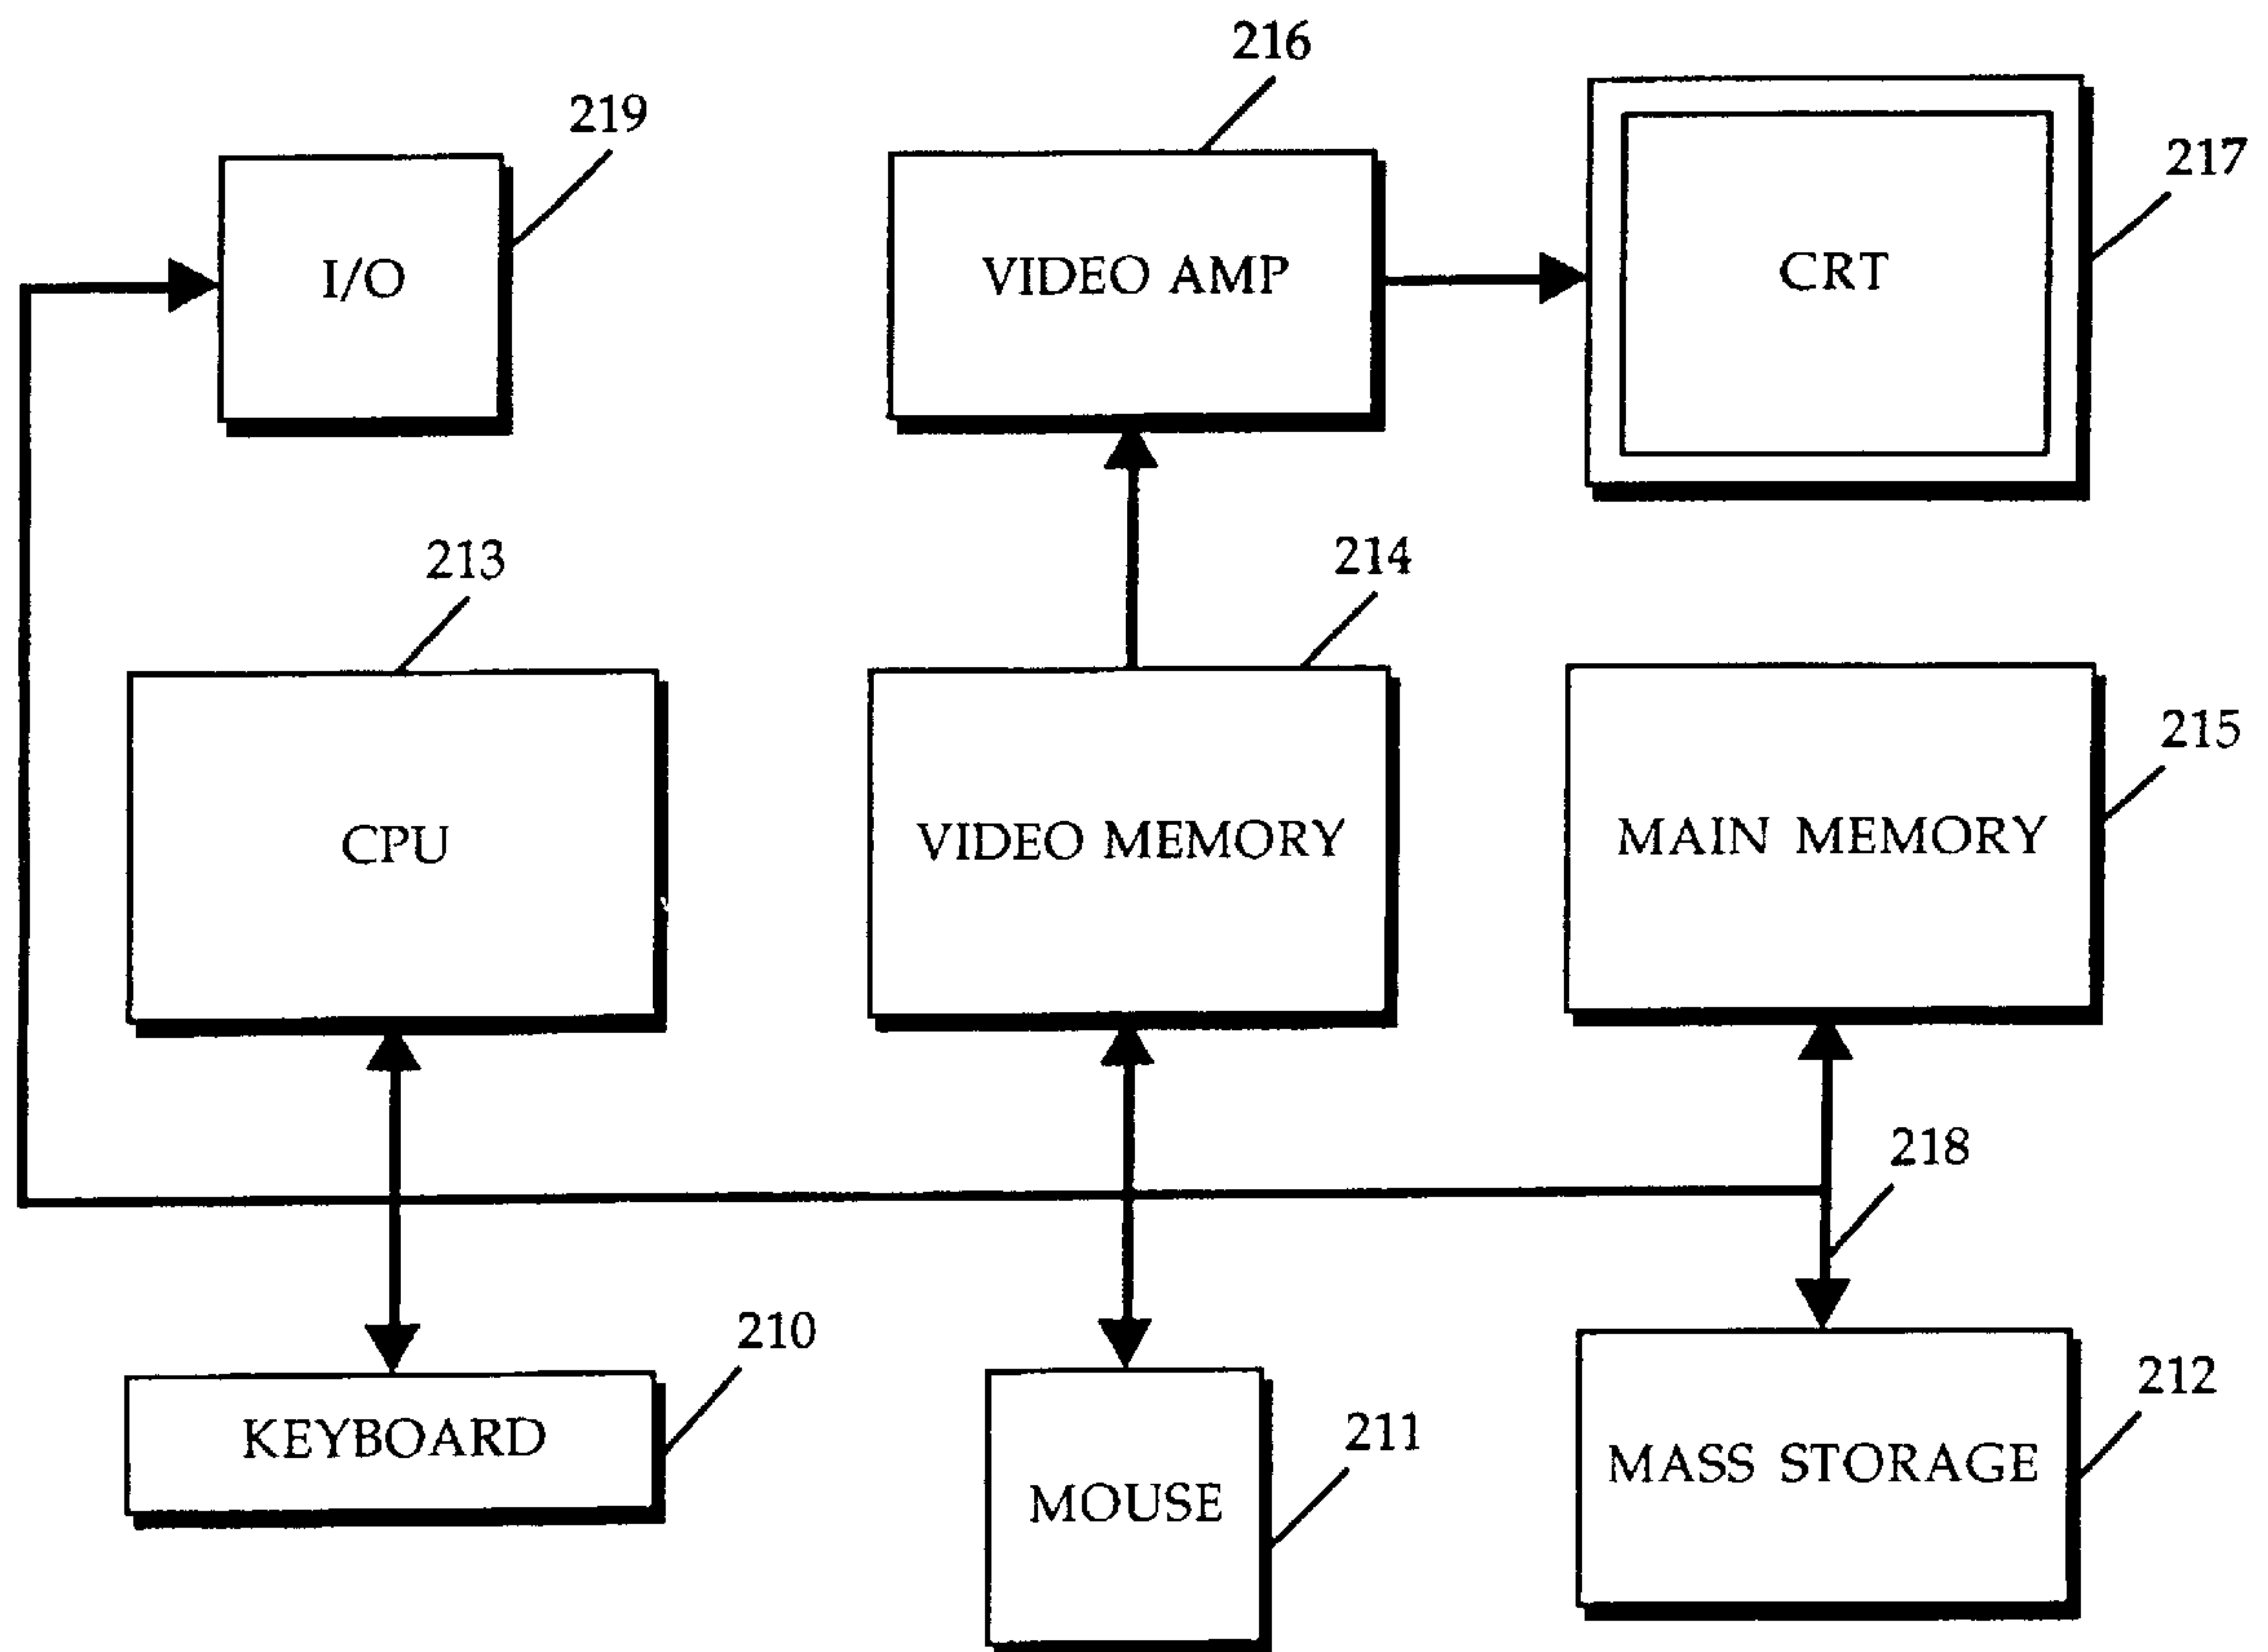 216
219
217
I/O
VIDEO AMP
CRT
213
214
215
CPU
VIDEO MEMORY
MAIN MEMORY
218
210
212
KEYBOARD
211
MOUSE
MASS STORAGE